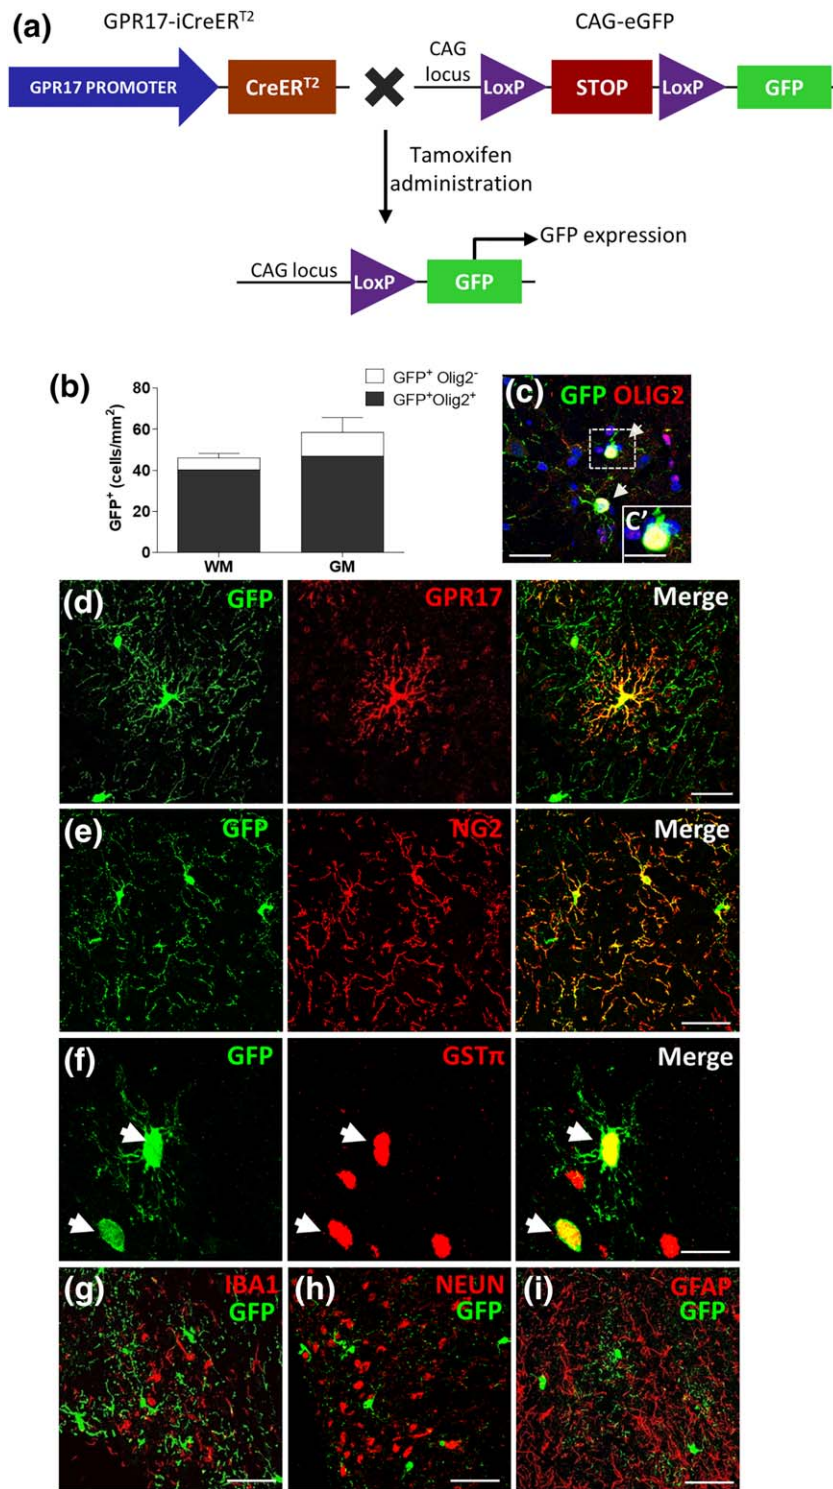 (a)
GPR17-iCreER^T2
CAG-eGFP
GPR17 PROMOTER
CreER^T2
CAG
locus
LoxP
STOP
LoxP
GFP
Tamoxifen
administration
CAG locus
LoxP
GFP
GFP expression
(b)
GFP⁺ Olig2⁻
GFP⁺Olig2⁺
GFP⁺ (cells/mm²)
80
60
40
20
0
WM
GM
(c)
GFP OLIG2
C'
(d)
GFP
GPR17
Merge
(e)
GFP
NG2
Merge
(f)
GFP
GSTπ
Merge
(g)
IBA1
GFP
(h)
NEUN
GFP
(i)
GFAP
GFP